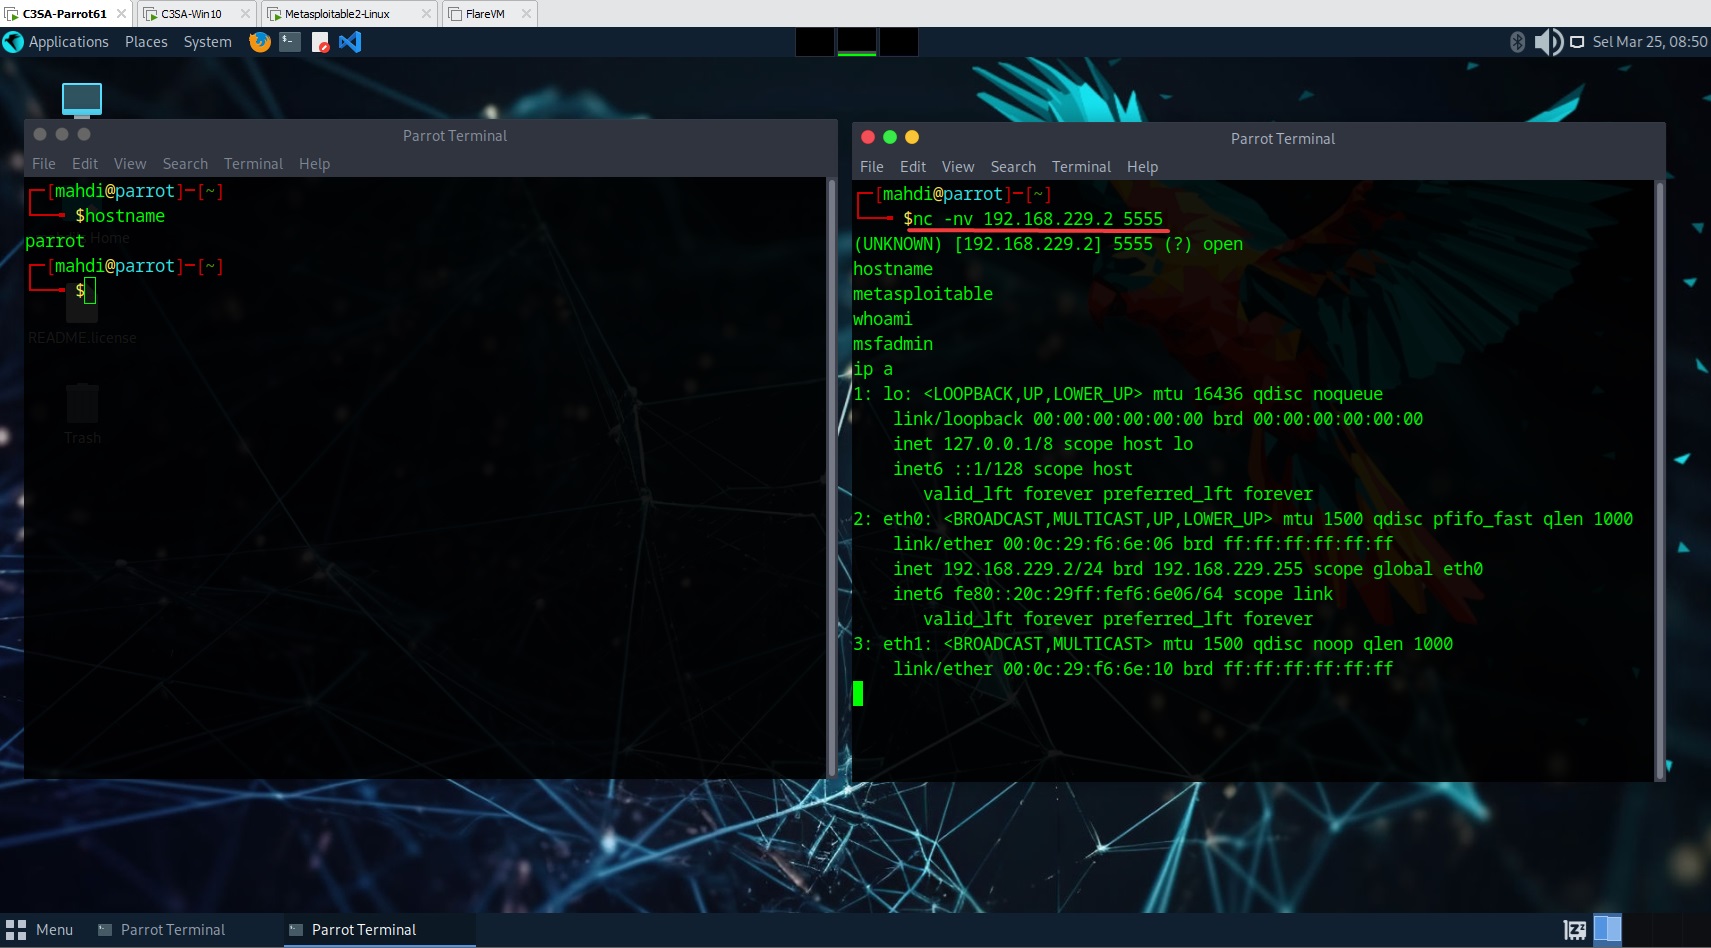 C3SA-Parrot61
C3SA-Win10
Metasploitable2-Linux
FlareVM
Applications Places System
Sel Mar 25, 08:50
Parrot Terminal
File Edit View Search Terminal Help
[mahdi@parrot]─[~]
$hostname
parrot
[mahdi@parrot]─[~]
$
Home
README.license
Trash
Parrot Terminal
File Edit View Search Terminal Help
[mahdi@parrot]─[~]
$nc -nv 192.168.229.2 5555
(UNKNOWN) [192.168.229.2] 5555 (?) open
hostname
metasploitable
whoami
msfadmin
ip a
1: lo: <LOOPBACK,UP,LOWER_UP> mtu 16436 qdisc noqueue
link/loopback 00:00:00:00:00:00 brd 00:00:00:00:00:00
inet 127.0.0.1/8 scope host lo
inet6 ::1/128 scope host
valid_lft forever preferred_lft forever
2: eth0: <BROADCAST,MULTICAST,UP,LOWER_UP> mtu 1500 qdisc pfifo_fast qlen 1000
link/ether 00:0c:29:f6:6e:06 brd ff:ff:ff:ff:ff:ff
inet 192.168.229.2/24 brd 192.168.229.255 scope global eth0
inet6 fe80::20c:29ff:fef6:6e06/64 scope link
valid_lft forever preferred_lft forever
3: eth1: <BROADCAST,MULTICAST> mtu 1500 qdisc noop qlen 1000
link/ether 00:0c:29:f6:6e:10 brd ff:ff:ff:ff:ff:ff
Menu
Parrot Terminal
Parrot Terminal